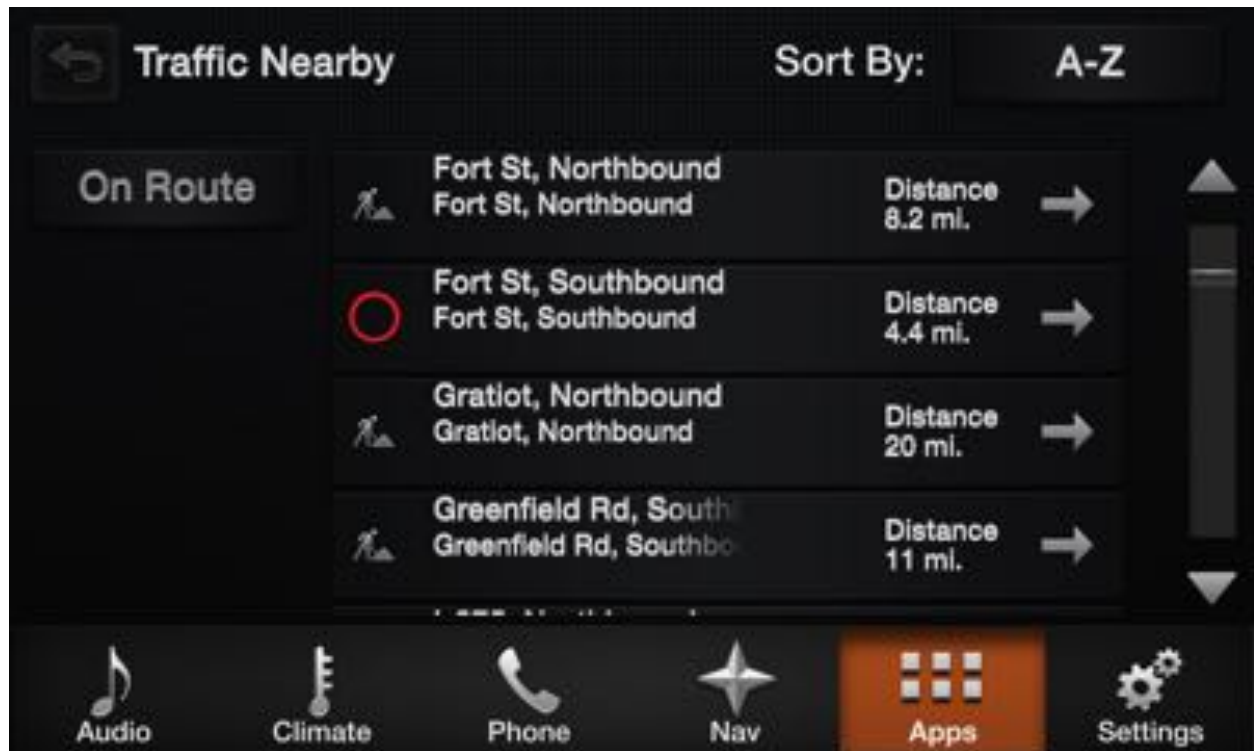 Traffic Nearby
Sort By:
A-Z
On Route
Fort St, Northbound
Fort St, Northbound
Distance
8.2 mi.
Fort St, Southbound
Fort St, Southbound
Distance
4.4 mi.
Gratiot, Northbound
Gratiot, Northbound
Distance
20 mi.
Greenfield Rd, South
Greenfield Rd, Southbo
Distance
11 mi.
Audio
Climate
Phone
Nav
Apps
Settings